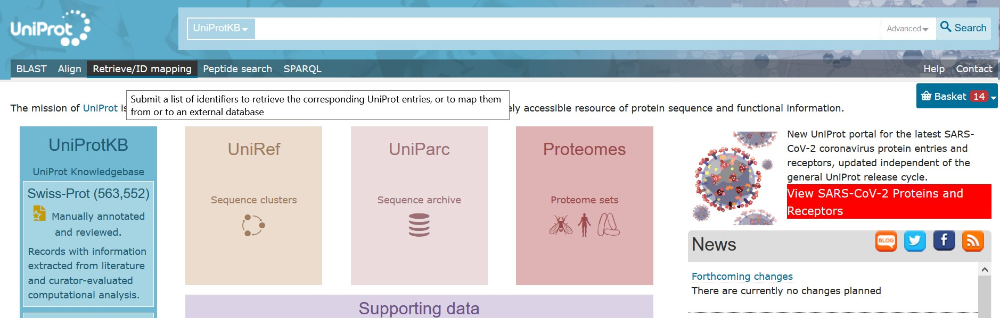 UniProt
UniProtKB
Advanced
Search
BLAST Align Retrieve/ID mapping Peptide search SPARQL
Help Contact
Basket 14
Submit a list of identifiers to retrieve the corresponding UniProt entries, or to map them
from or to an external database
The mission of UniProt is
ly accessible resource of protein sequence and functional information.
UniProtKB
UniProt Knowledgebase
Swiss-Prot (563,552)
Manually annotated
and reviewed.
Records with information
extracted from literature
and curator-evaluated
computational analysis.
UniRef
Sequence clusters
UniParc
Sequence archive
Proteomes
Proteome sets
Supporting data
New UniProt portal for the latest SARS-
CoV-2 coronavirus protein entries and
receptors, updated independent of the
general UniProt release cycle.
View SARS-CoV-2 Proteins and
Receptors
News
BLOG
Forthcoming changes
There are currently no changes planned